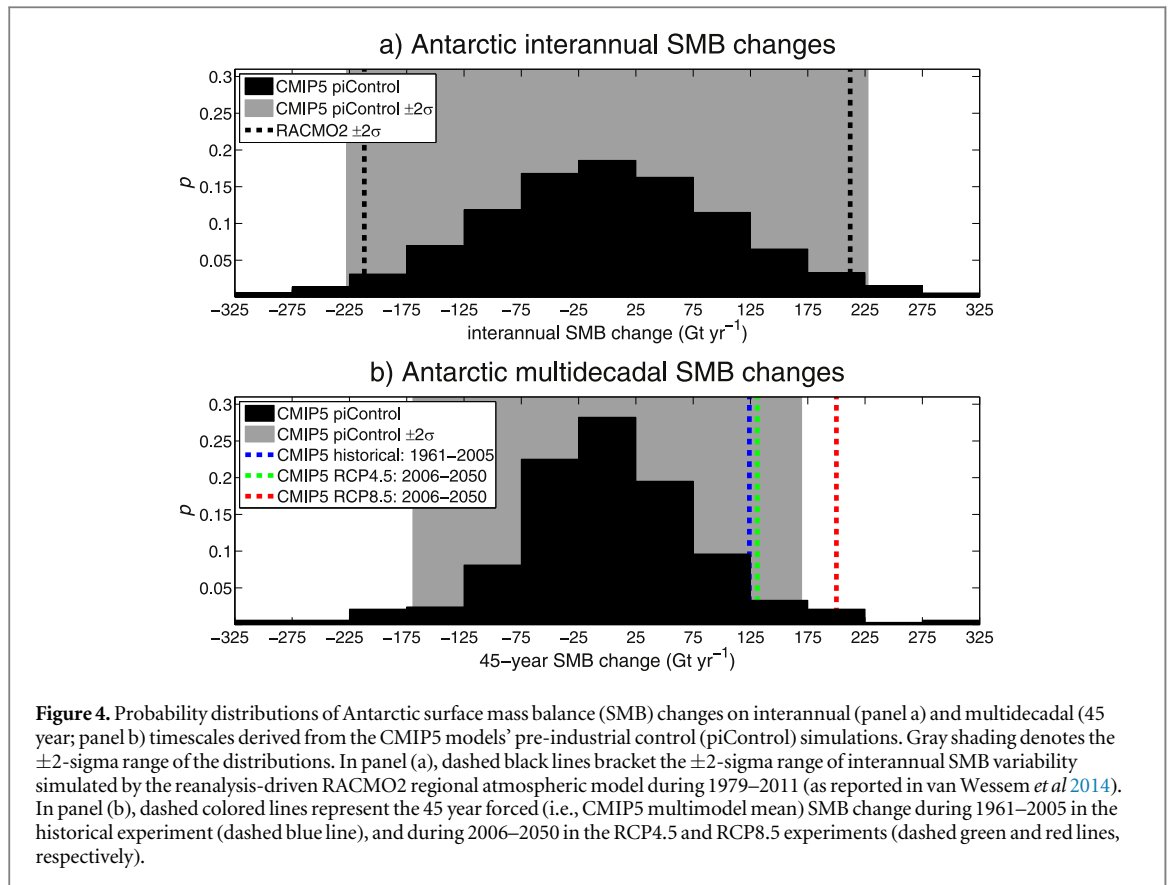 a) Antarctic interannual SMB changes
0.3
0.25
0.2
0.15
0.1
0.05
p
CMIP5 piControl
CMIP5 piControl ±2σ
RACMO2 ±2σ
−325 −275 −225 −175 −125 −75 −25 25 75 125 175 225 275 325
interannual SMB change (Gt yr⁻¹)
b) Antarctic multidecadal SMB changes
0.3
0.25
0.2
0.15
0.1
0.05
p
CMIP5 piControl
CMIP5 piControl ±2σ
CMIP5 historical: 1961−2005
CMIP5 RCP4.5: 2006−2050
CMIP5 RCP8.5: 2006−2050
−325 −275 −225 −175 −125 −75 −25 25 75 125 175 225 275 325
45−year SMB change (Gt yr⁻¹)
Figure 4. Probability distributions of Antarctic surface mass balance (SMB) changes on interannual (panel a) and multidecadal (45
year; panel b) timescales derived from the CMIP5 models' pre-industrial control (piControl) simulations. Gray shading denotes the
±2-sigma range of the distributions. In panel (a), dashed black lines bracket the ±2-sigma range of interannual SMB variability
simulated by the reanalysis-driven RACMO2 regional atmospheric model during 1979–2011 (as reported in van Wessem et al 2014).
In panel (b), dashed colored lines represent the 45 year forced (i.e., CMIP5 multimodel mean) SMB change during 1961–2005 in the
historical experiment (dashed blue line), and during 2006–2050 in the RCP4.5 and RCP8.5 experiments (dashed green and red lines,
respectively).